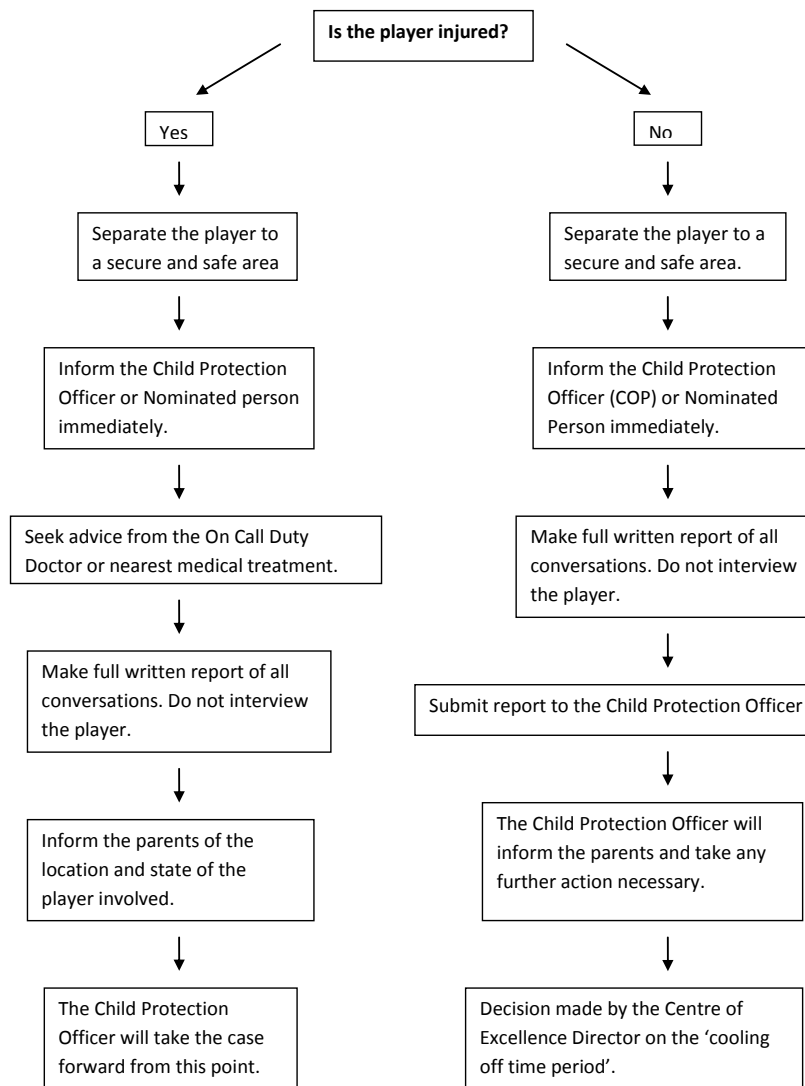 Is the player injured?
Yes
Separate the player to
a secure and safe area
Inform the Child Protection
Officer or Nominated person
immediately.
Seek advice from the On Call Duty
Doctor or nearest medical treatment.
Make full written report of all
conversations. Do not interview
the player.
Inform the parents of the
location and state of the
player involved.
The Child Protection
Officer will take the case
forward from this point.
No
Separate the player to a
secure and safe area.
Inform the Child Protection
Officer (COP) or Nominated
Person immediately.
Make full written report of all
conversations. Do not interview
the player.
Submit report to the Child Protection Officer
The Child Protection Officer will
inform the parents and take any
further action necessary.
Decision made by the Centre of
Excellence Director on the ‘cooling
off time period’.